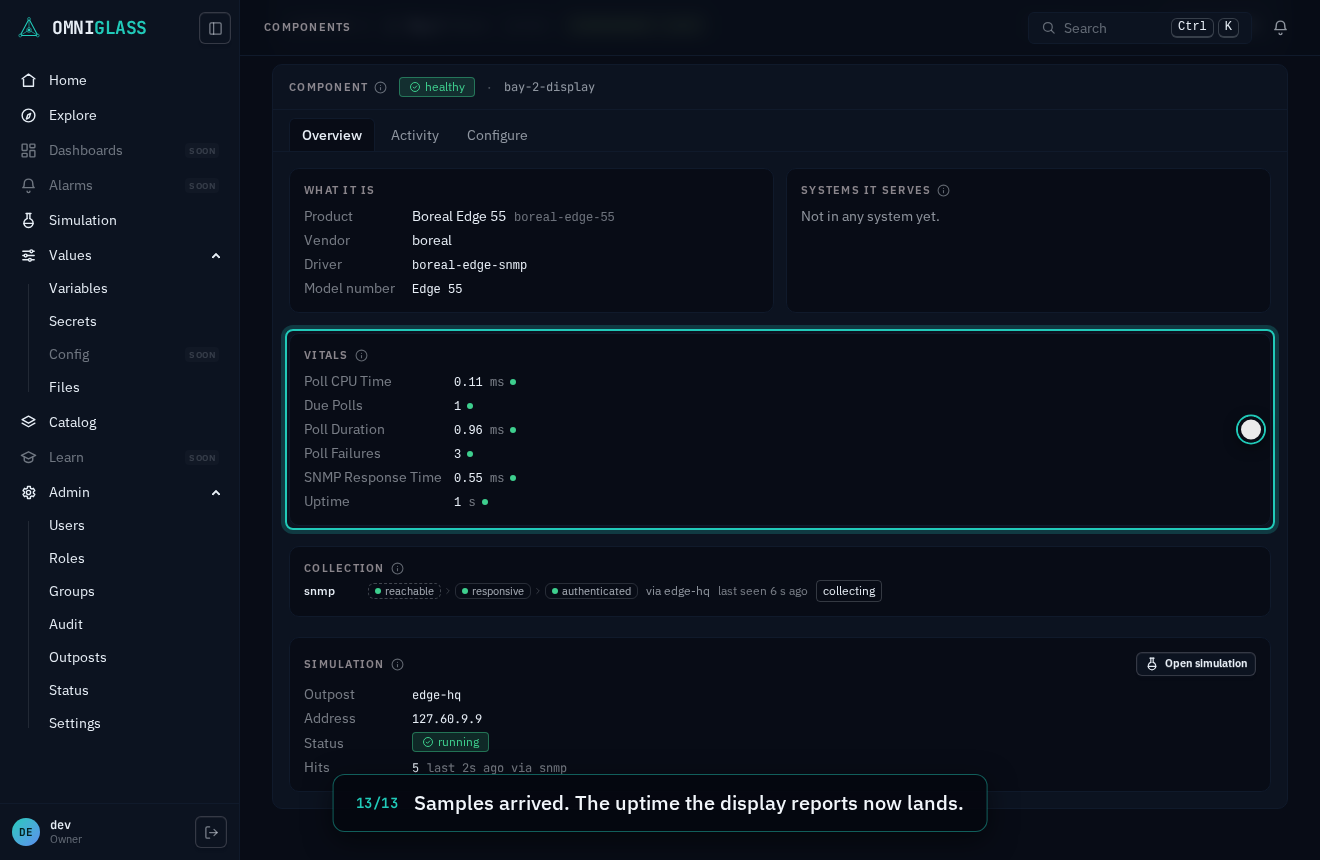 OMNIGLASS
COMPONENTS
Search
Ctrl K
Home
Explore
Dashboards SOON
Alarms SOON
Simulation
Values
Variables
Secrets
Config SOON
Files
Catalog
Learn SOON
Admin
Users
Roles
Groups
Audit
Outposts
Status
Settings
DE dev
Owner
COMPONENT healthy · bay-2-display
Overview Activity Configure
WHAT IT IS
Product Boreal Edge 55 boreal-edge-55
Vendor boreal
Driver boreal-edge-snmp
Model number Edge 55
SYSTEMS IT SERVES
Not in any system yet.
VITALS
Poll CPU Time 0.11 ms
Due Polls 1
Poll Duration 0.96 ms
Poll Failures 3
SNMP Response Time 0.55 ms
Uptime 1 s
COLLECTION
snmp reachable › responsive › authenticated via edge-hq last seen 6 s ago collecting
SIMULATION
Open simulation
Outpost edge-hq
Address 127.60.9.9
Status running
Hits 5 last 2s ago via snmp
13/13 Samples arrived. The uptime the display reports now lands.